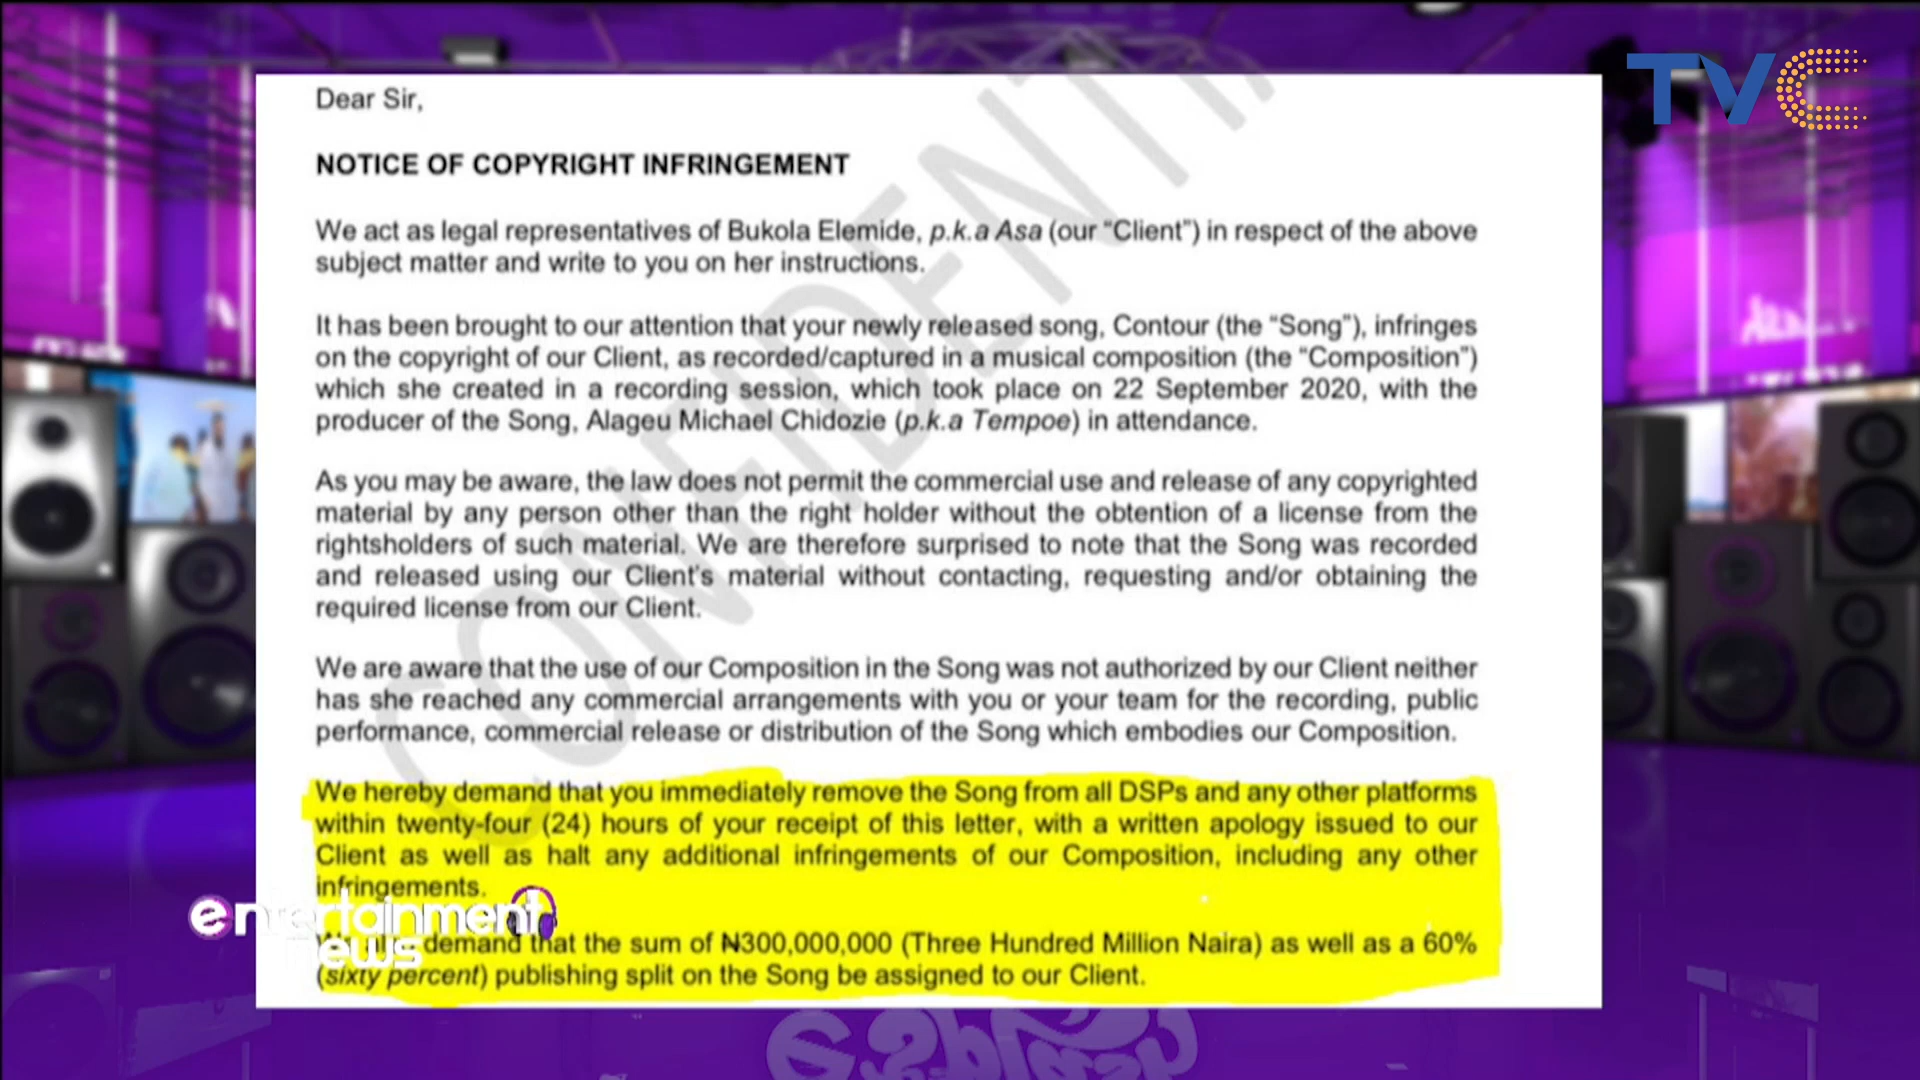 TVC
Dear Sir,
NOTICE OF COPYRIGHT INFRINGEMENT
We act as legal representatives of Bukola Elemide, p.k.a Asa (our “Client”) in respect of the above
subject matter and write to you on her instructions.
It has been brought to our attention that your newly released song, Contour (the “Song”), infringes
on the copyright of our Client, as recorded/captured in a musical composition (the “Composition”)
which she created in a recording session, which took place on 22 September 2020, with the
producer of the Song, Alageu Michael Chidozie (p.k.a Tempoe) in attendance.
As you may be aware, the law does not permit the commercial use and release of any copyrighted
material by any person other than the right holder without the obtention of a license from the
rightsholders of such material. We are therefore surprised to note that the Song was recorded
and released using our Client's material without contacting, requesting and/or obtaining the
required license from our Client.
We are aware that the use of our Composition in the Song was not authorized by our Client neither
has she reached any commercial arrangements with you or your team for the recording, public
performance, commercial release or distribution of the Song which embodies our Composition.
We hereby demand that you immediately remove the Song from all DSPs and any other platforms
within twenty-four (24) hours of your receipt of this letter, with a written apology issued to our
Client as well as halt any additional infringements of our Composition, including any other
infringements.
demand that the sum of ₦300,000,000 (Three Hundred Million Naira) as well as a 60%
(sixty percent) publishing split on the Song be assigned to our Client.
entertainment
news